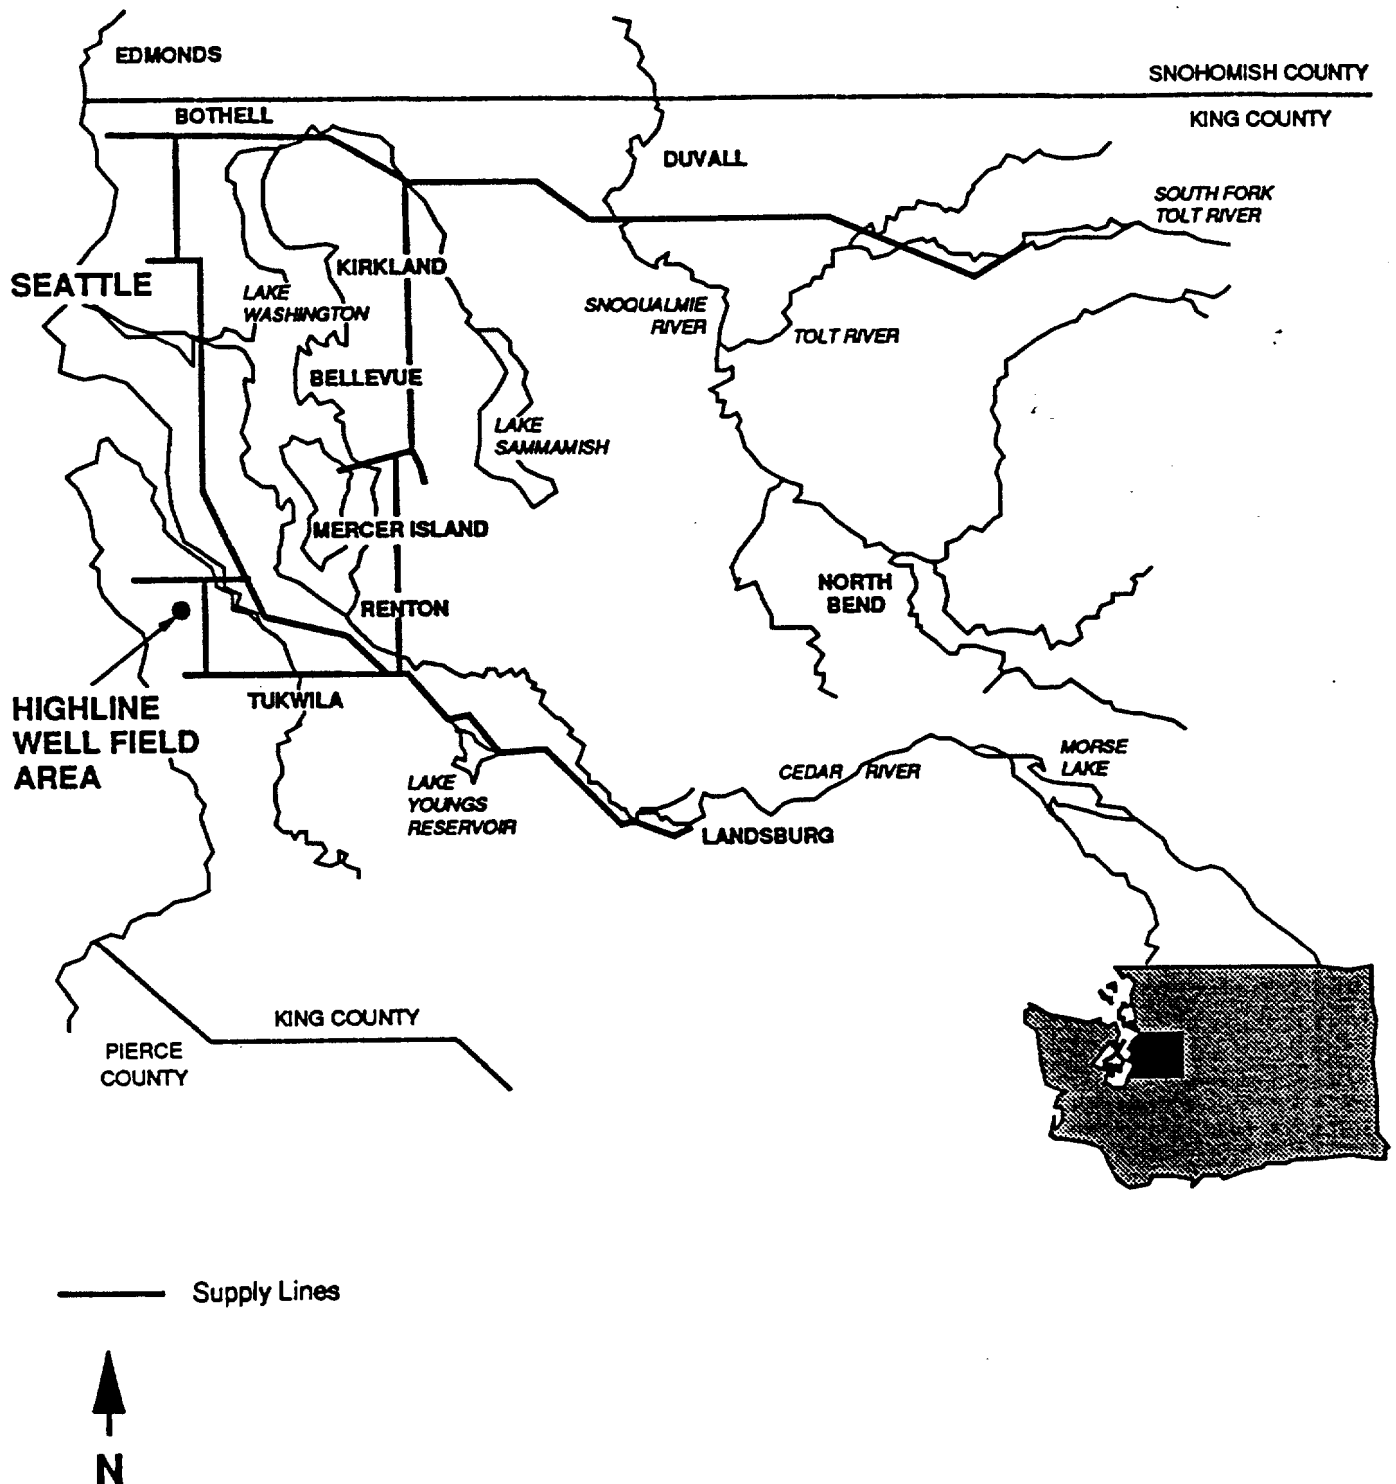 EDMONDS
SNOHOMISH COUNTY
KING COUNTY
BOTHELL
DUVALL
SOUTH FORK
TOLT RIVER
SEATTLE
KIRKLAND
LAKE
WASHINGTON
SNOQUALMIE
RIVER
TOLT RIVER
BELLEVUE
LAKE
SAMMAMISH
MERCER ISLAND
NORTH
BEND
RENTON
TUKWILA
HIGHLINE
WELL FIELD
AREA
LAKE
YOUNGS
RESERVOIR
CEDAR RIVER
MORSE
LAKE
LANDSBURG
KING COUNTY
PIERCE
COUNTY
Supply Lines
N